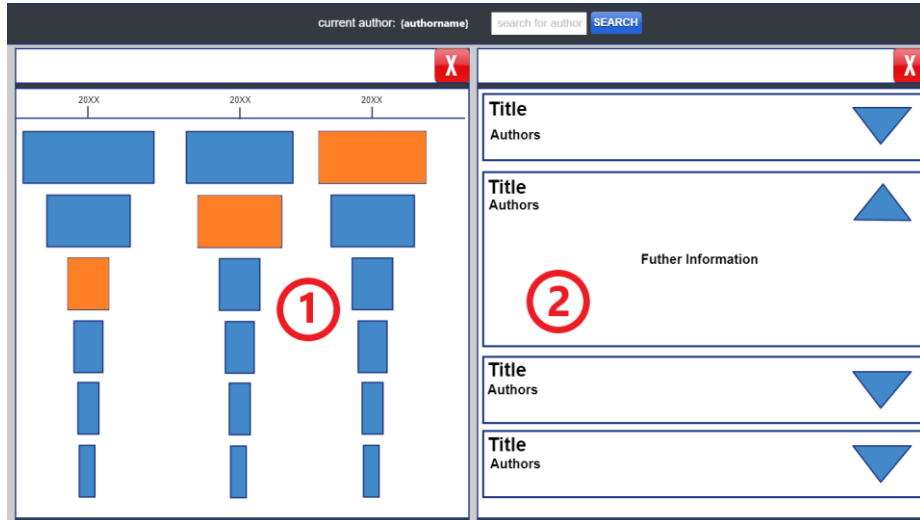 current author: {authorname} search for author SEARCH
X
X
20XX 20XX 20XX
1
Title
Authors
Title
Authors
Futher Information
2
Title
Authors
Title
Authors